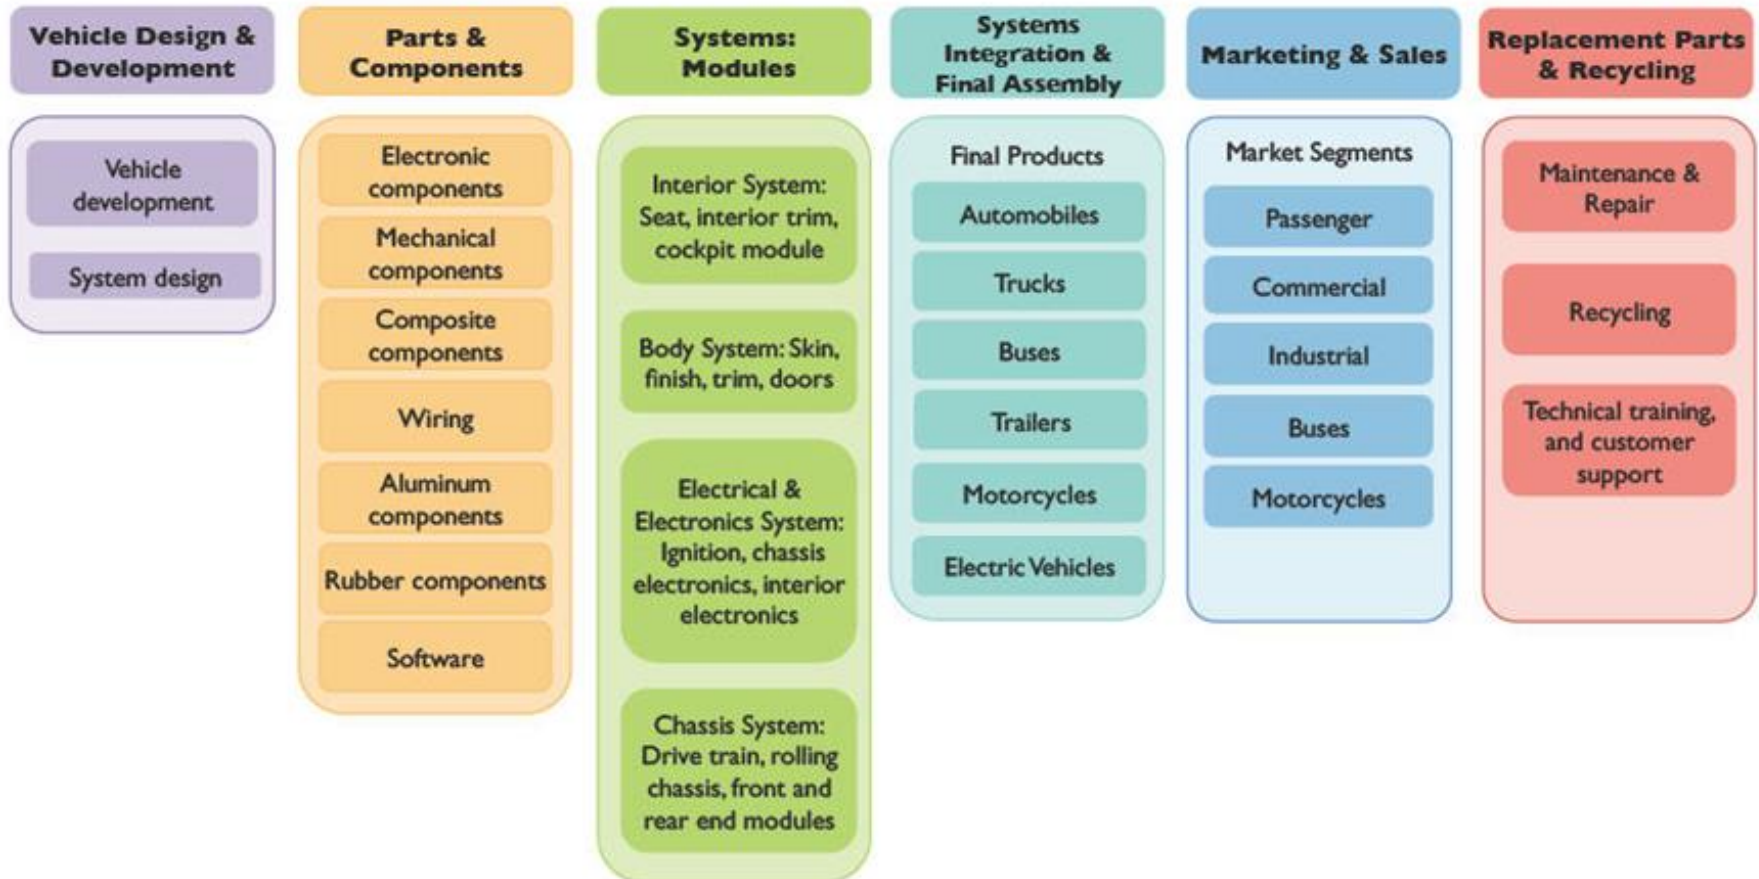 Vehicle Design &
Development
Vehicle
development
System design
Parts &
Components
Electronic
components
Mechanical
components
Composite
components
Wiring
Aluminum
components
Rubber components
Software
Systems:
Modules
Interior System:
Seat, interior trim,
cockpit module
Body System: Skin,
finish, trim, doors
Electrical &
Electronics System:
Ignition, chassis
electronics, interior
electronics
Chassis System:
Drive train, rolling
chassis, front and
rear end modules
Systems
Integration &
Final Assembly
Final Products
Automobiles
Trucks
Buses
Trailers
Motorcycles
Electric Vehicles
Marketing & Sales
Market Segments
Passenger
Commercial
Industrial
Buses
Motorcycles
Replacement Parts
& Recycling
Maintenance &
Repair
Recycling
Technical training,
and customer
support